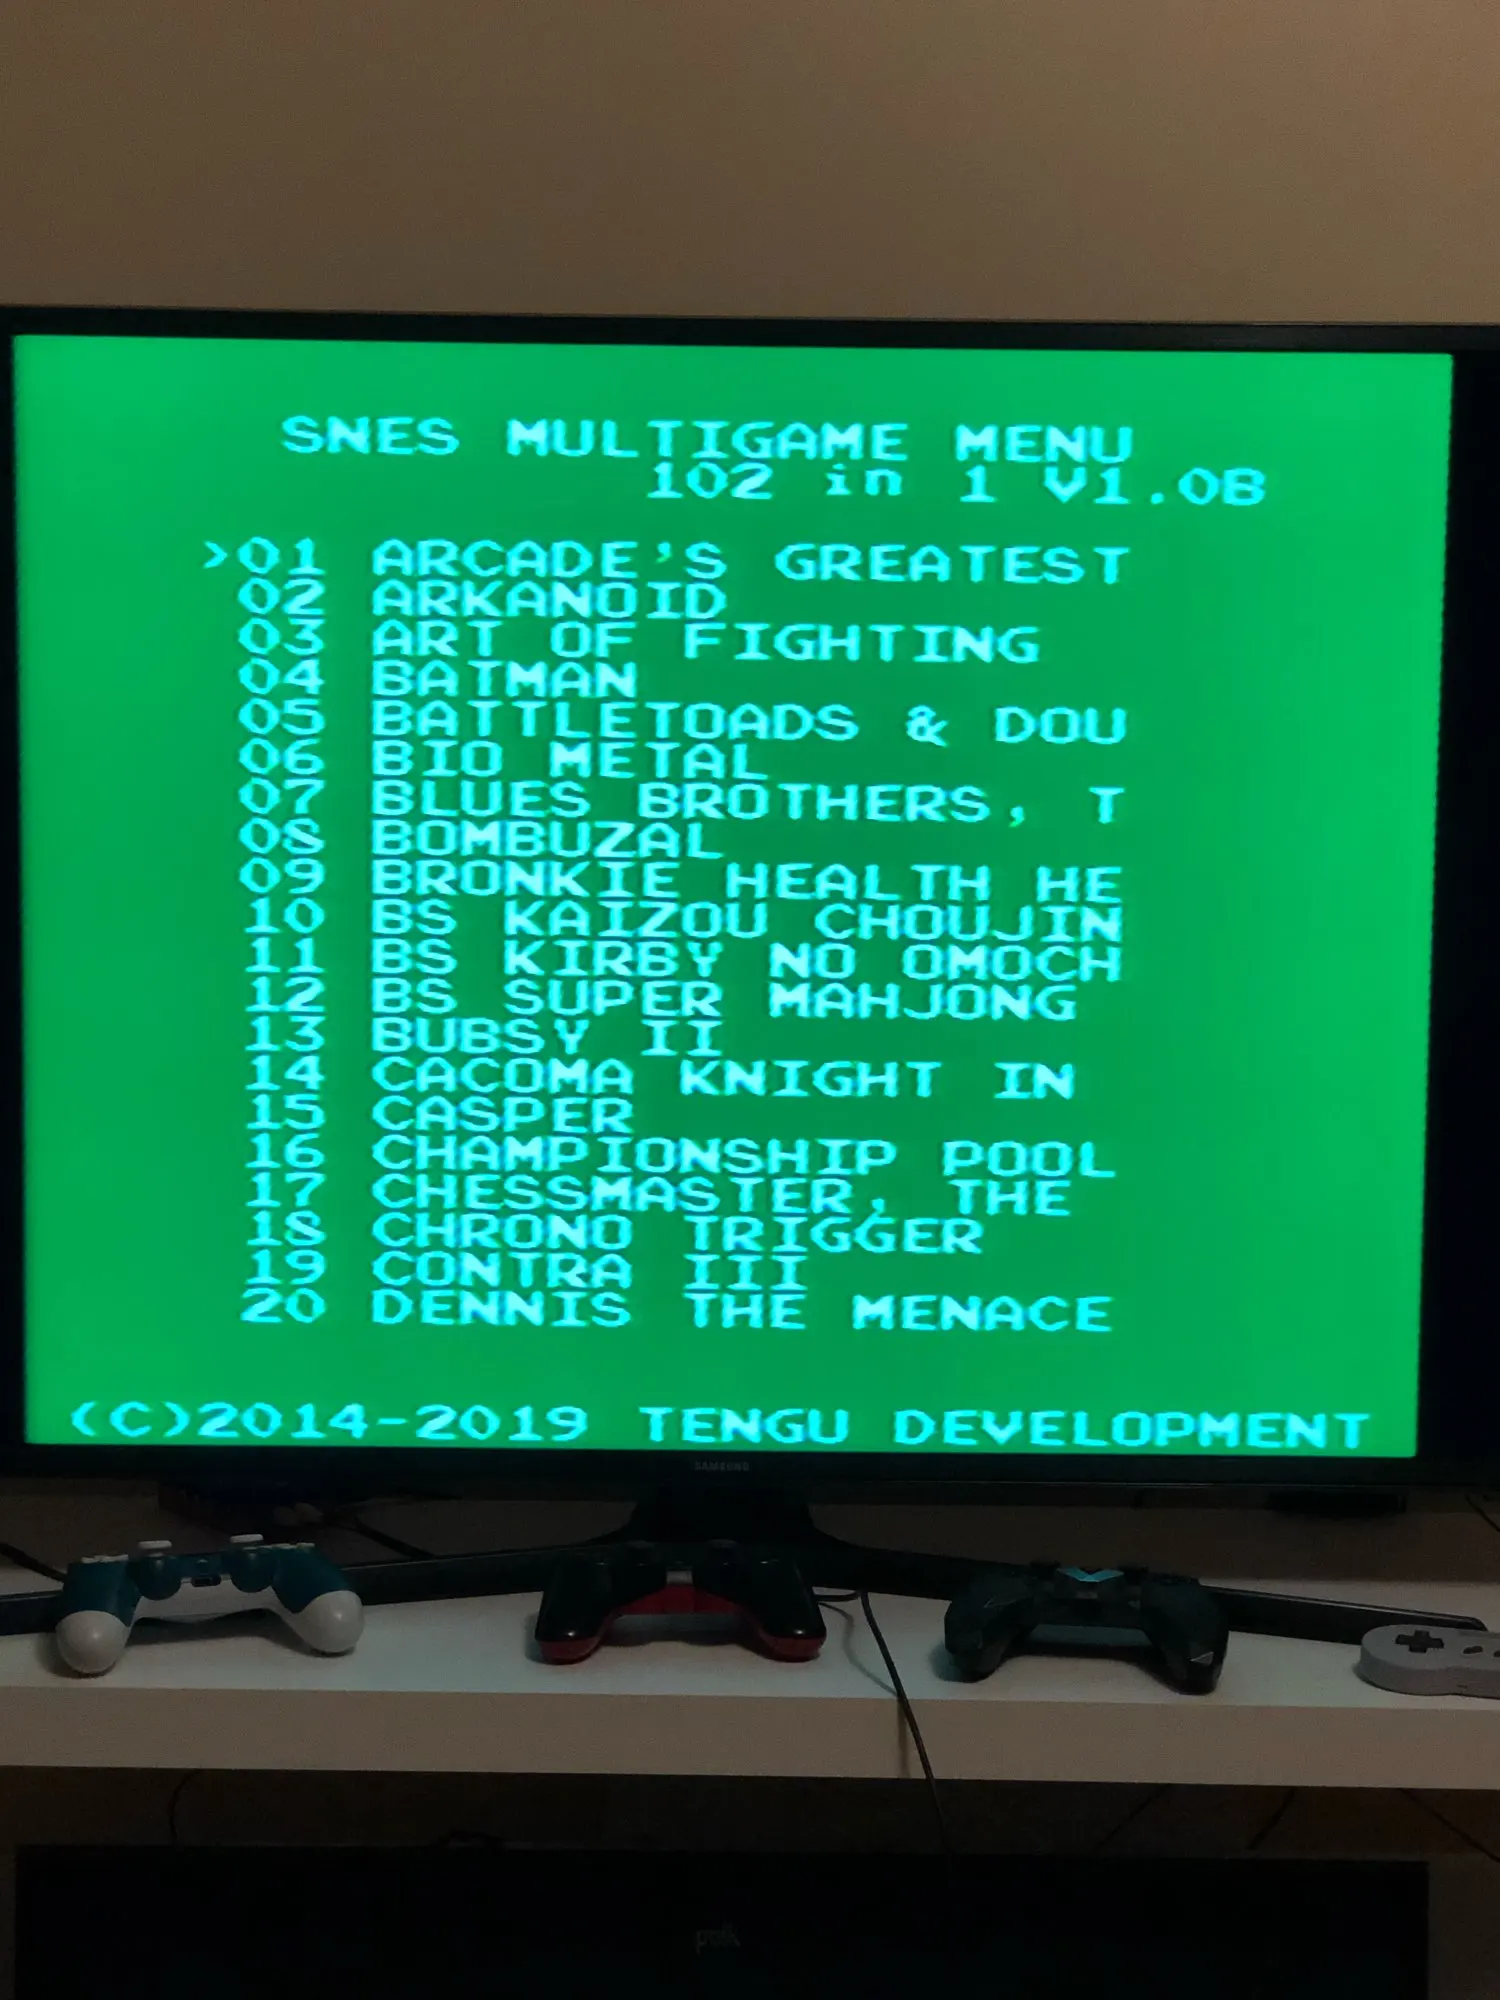 SNES MULTIGAME MENU
102 in 1 V1.0B
>01 ARCADE'S GREATEST
02 ARKANOID
03 ART OF FIGHTING
04 BATMAN
05 BATTLETOADS & DOU
06 BIO METAL
07 BLUES BROTHERS, T
08 BOMBUZAL
09 BRONKIE HEALTH HE
10 BS KAIZOU CHOUJIN
11 BS KIRBY NO OMOCH
12 BS SUPER MAHJONG
13 BUBSY II
14 CACOMA KNIGHT IN
15 CASPER
16 CHAMPIONSHIP POOL
17 CHESSMASTER, THE
18 CHRONO TRIGGER
19 CONTRA III
20 DENNIS THE MENACE
(C)2014-2019 TENGU DEVELOPMENT
SAMSUNG
polk